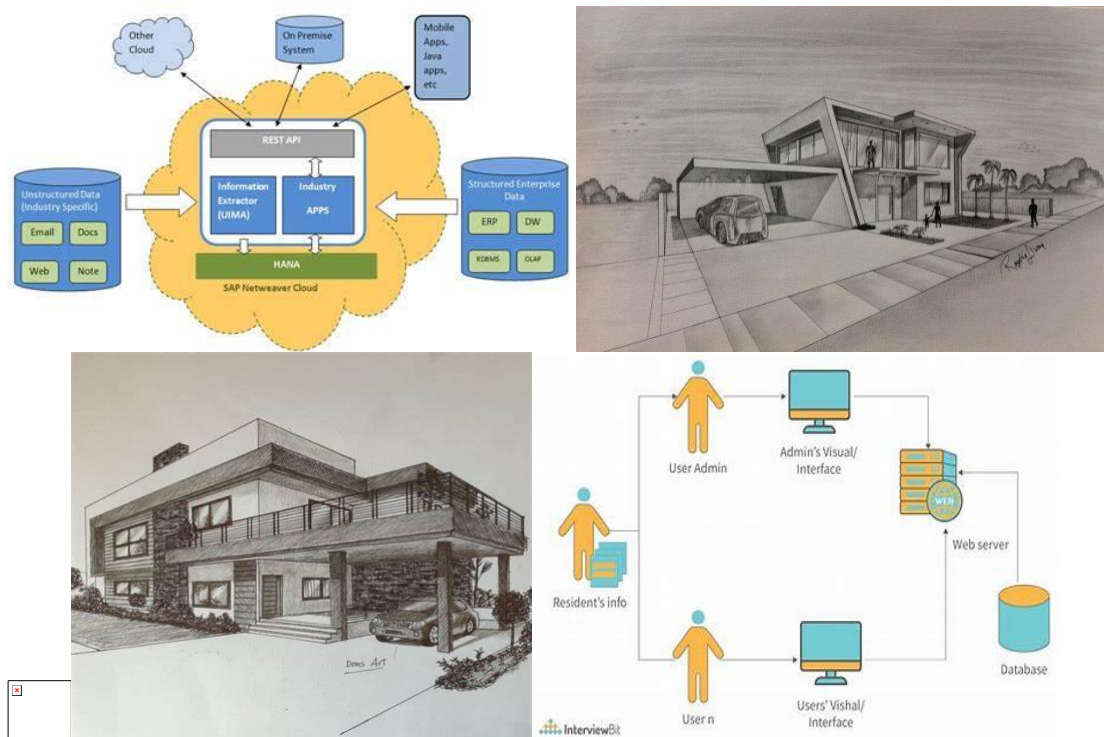 Other
Cloud
On Premise
System
Mobile
Apps,
Java
apps,
etc
REST API
Unstructured Data
(Industry Specific)
Email
Docs
Web
Note
Information
Extractor
(UIMA)
Industry
APPS
Structured Enterprise
Data
ERP
DW
RDBMS
OLAP
HANA
SAP Netweaver Cloud
Dems Art
User Admin
Admin's Visual/
Interface
WEB
Web server
Resident's info
Database
User n
Users' Vishal/
Interface
InterviewBit